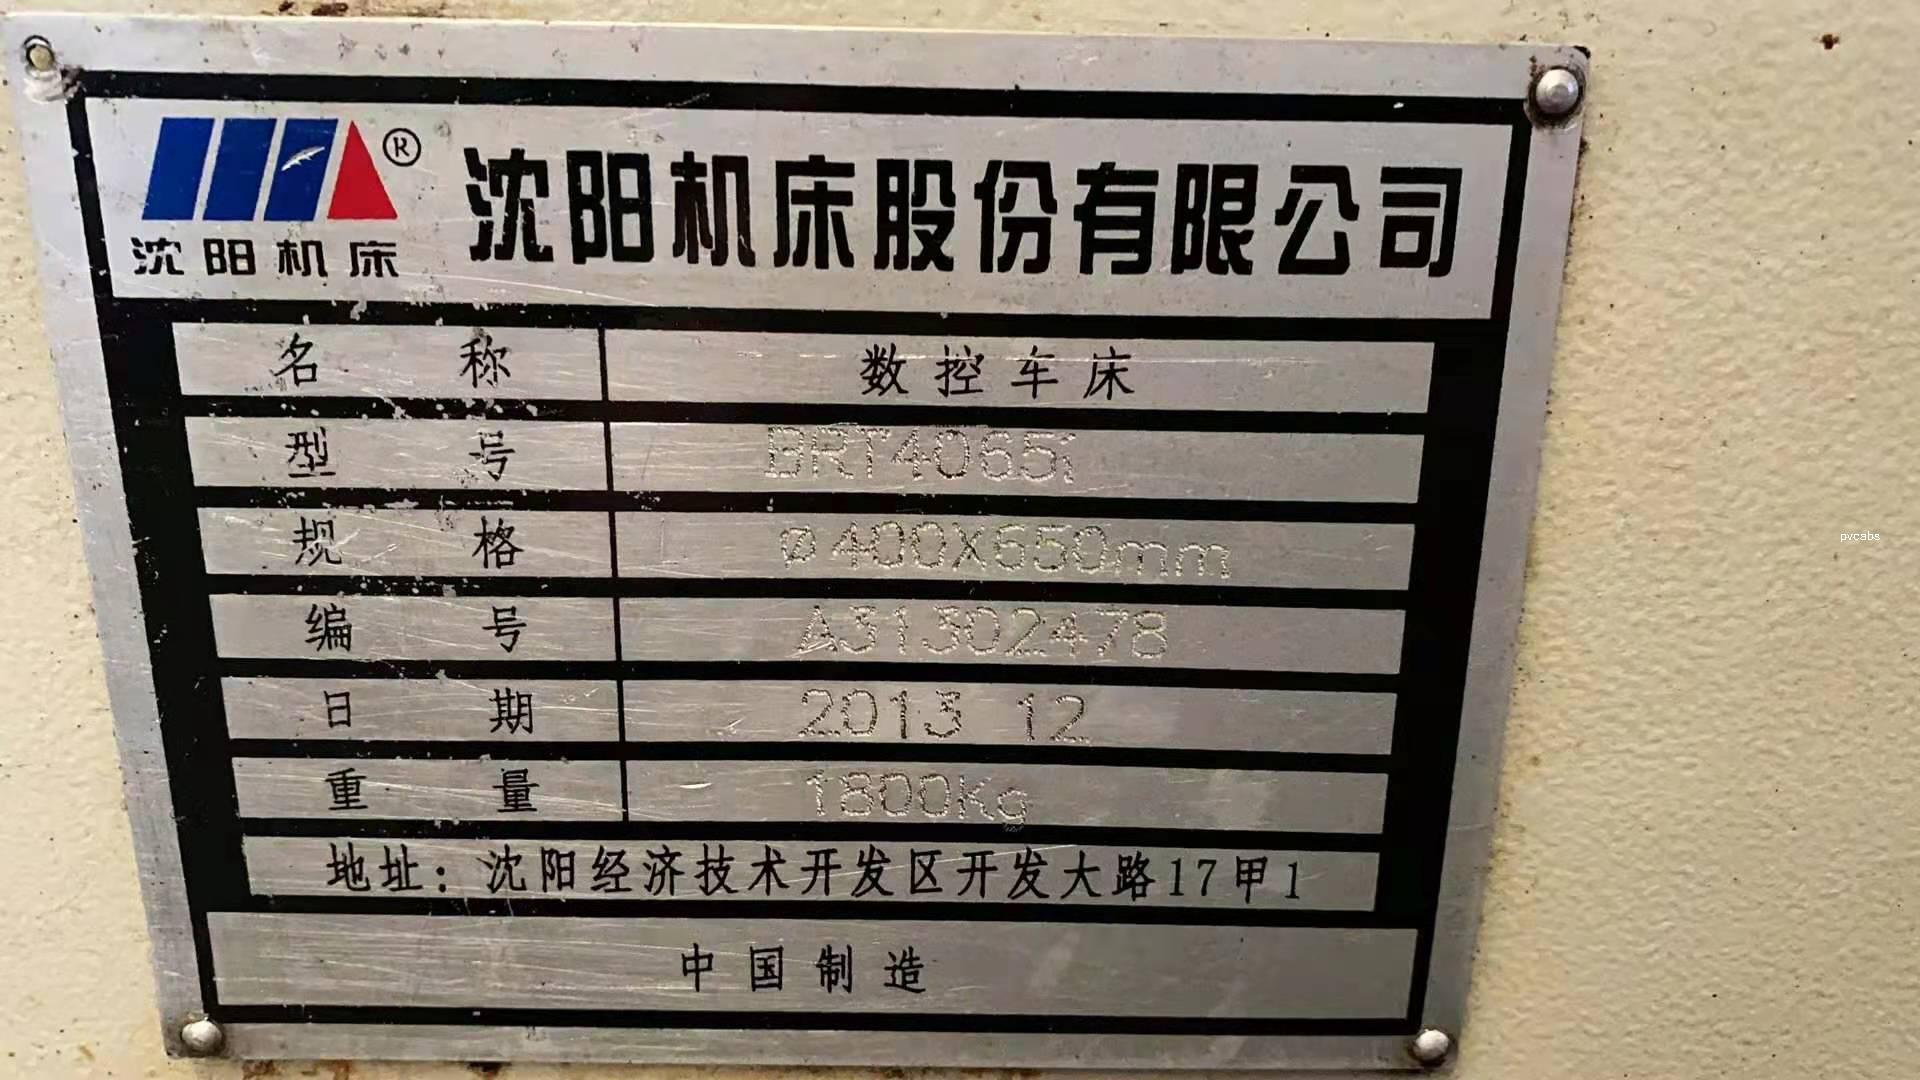 ® 沈阳机床股份有限公司
沈阳机床
名称 数控车床
型号 BRT4065i
规格 ø400X650mm
编号 A31302478
日期 2013 12
重量 1800Kg
地址：沈阳经济技术开发区开发大路17甲1
中国制造
pvcabs